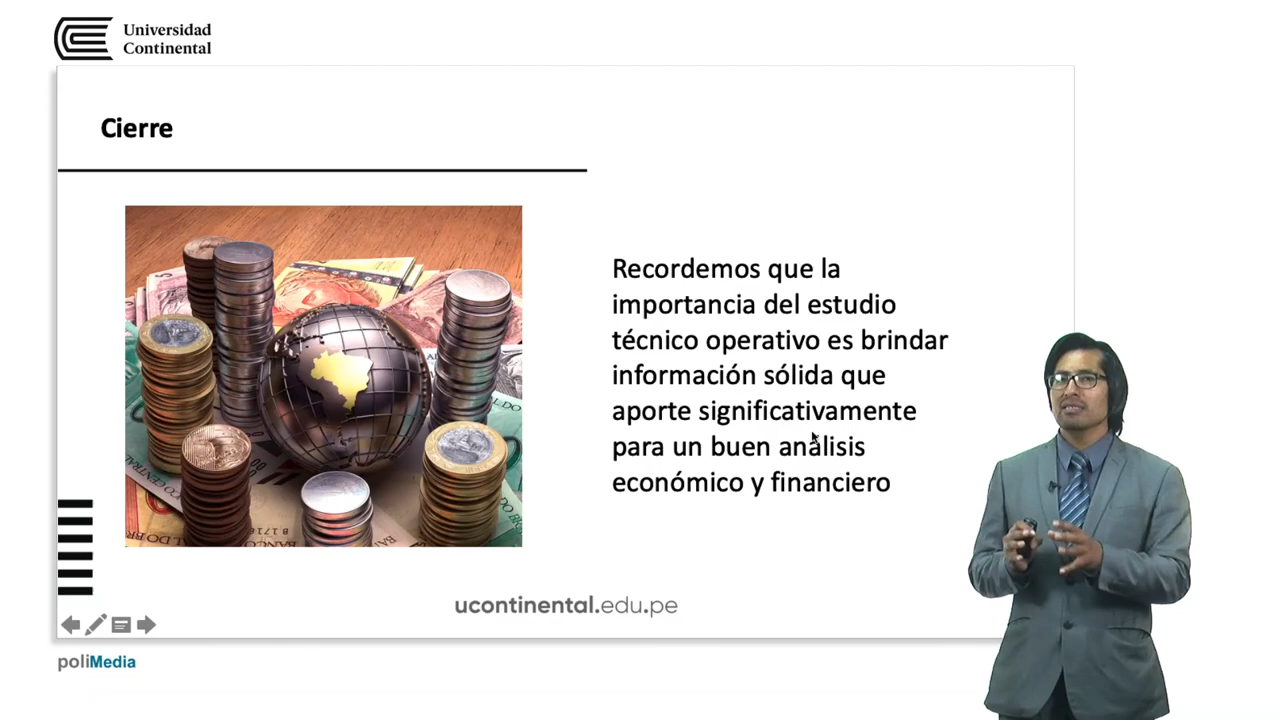 Universidad
Continental
Cierre
Recordemos que la
importancia del estudio
técnico operativo es brindar
información sólida que
aporte significativamente
para un buen análisis
económico y financiero
ucontinental.edu.pe
poliMedia